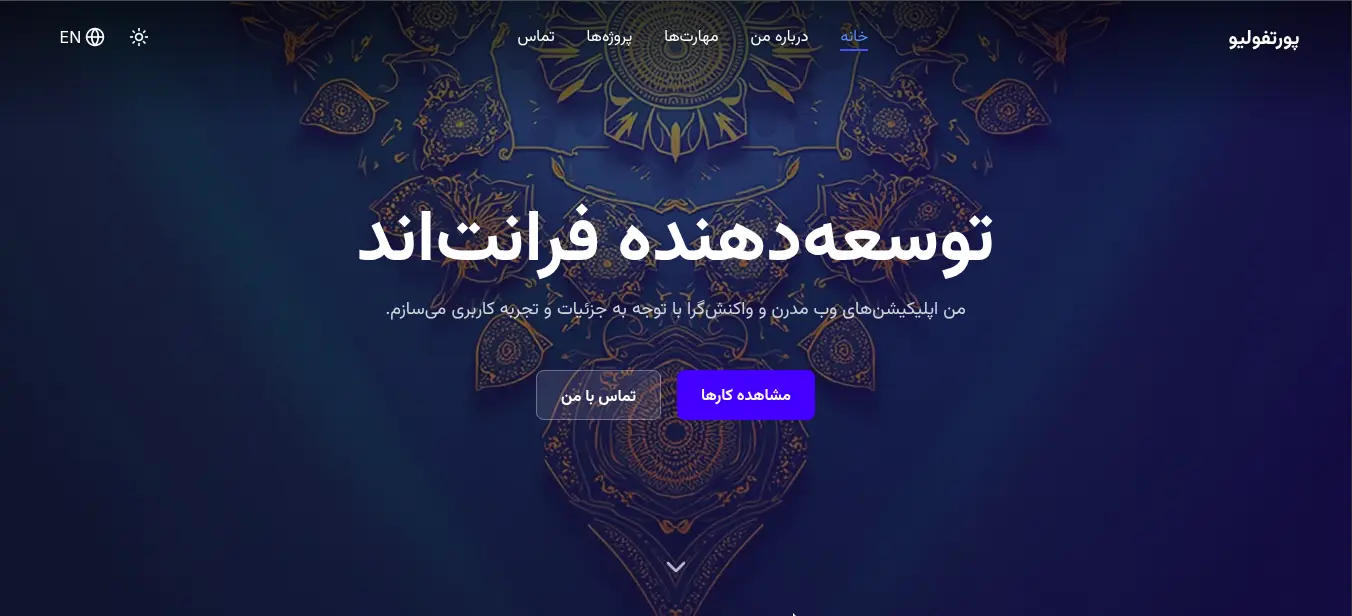 پورتفولیو
خانه درباره من مهارت‌ها پروژه‌ها تماس
EN
توسعه‌دهنده فرانت‌اند
من اپلیکیشن‌های وب مدرن و واکنش‌گرا با توجه به جزئیات و تجربه کاربری می‌سازم.
مشاهده کارها
تماس با من